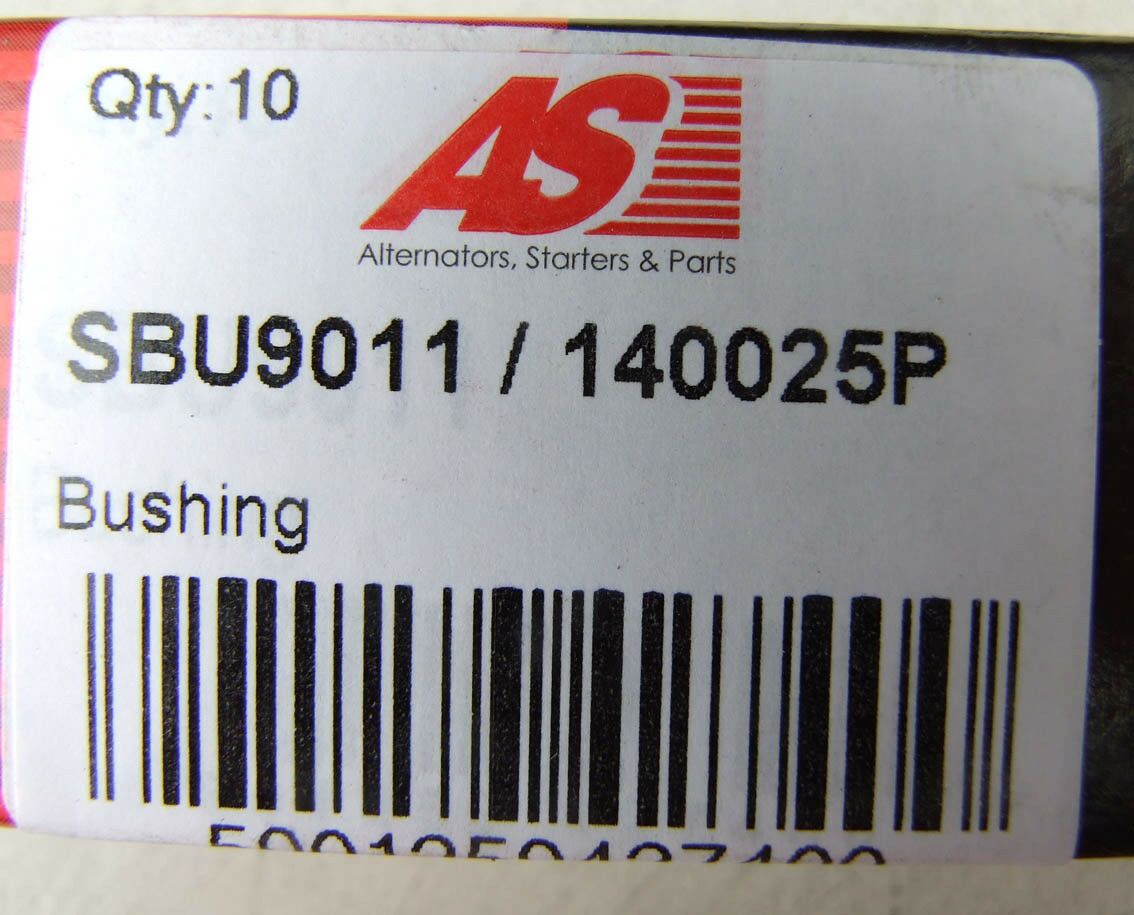 Qty: 10
AS
Alternators, Starters & Parts
SBU9011 / 140025P
Bushing